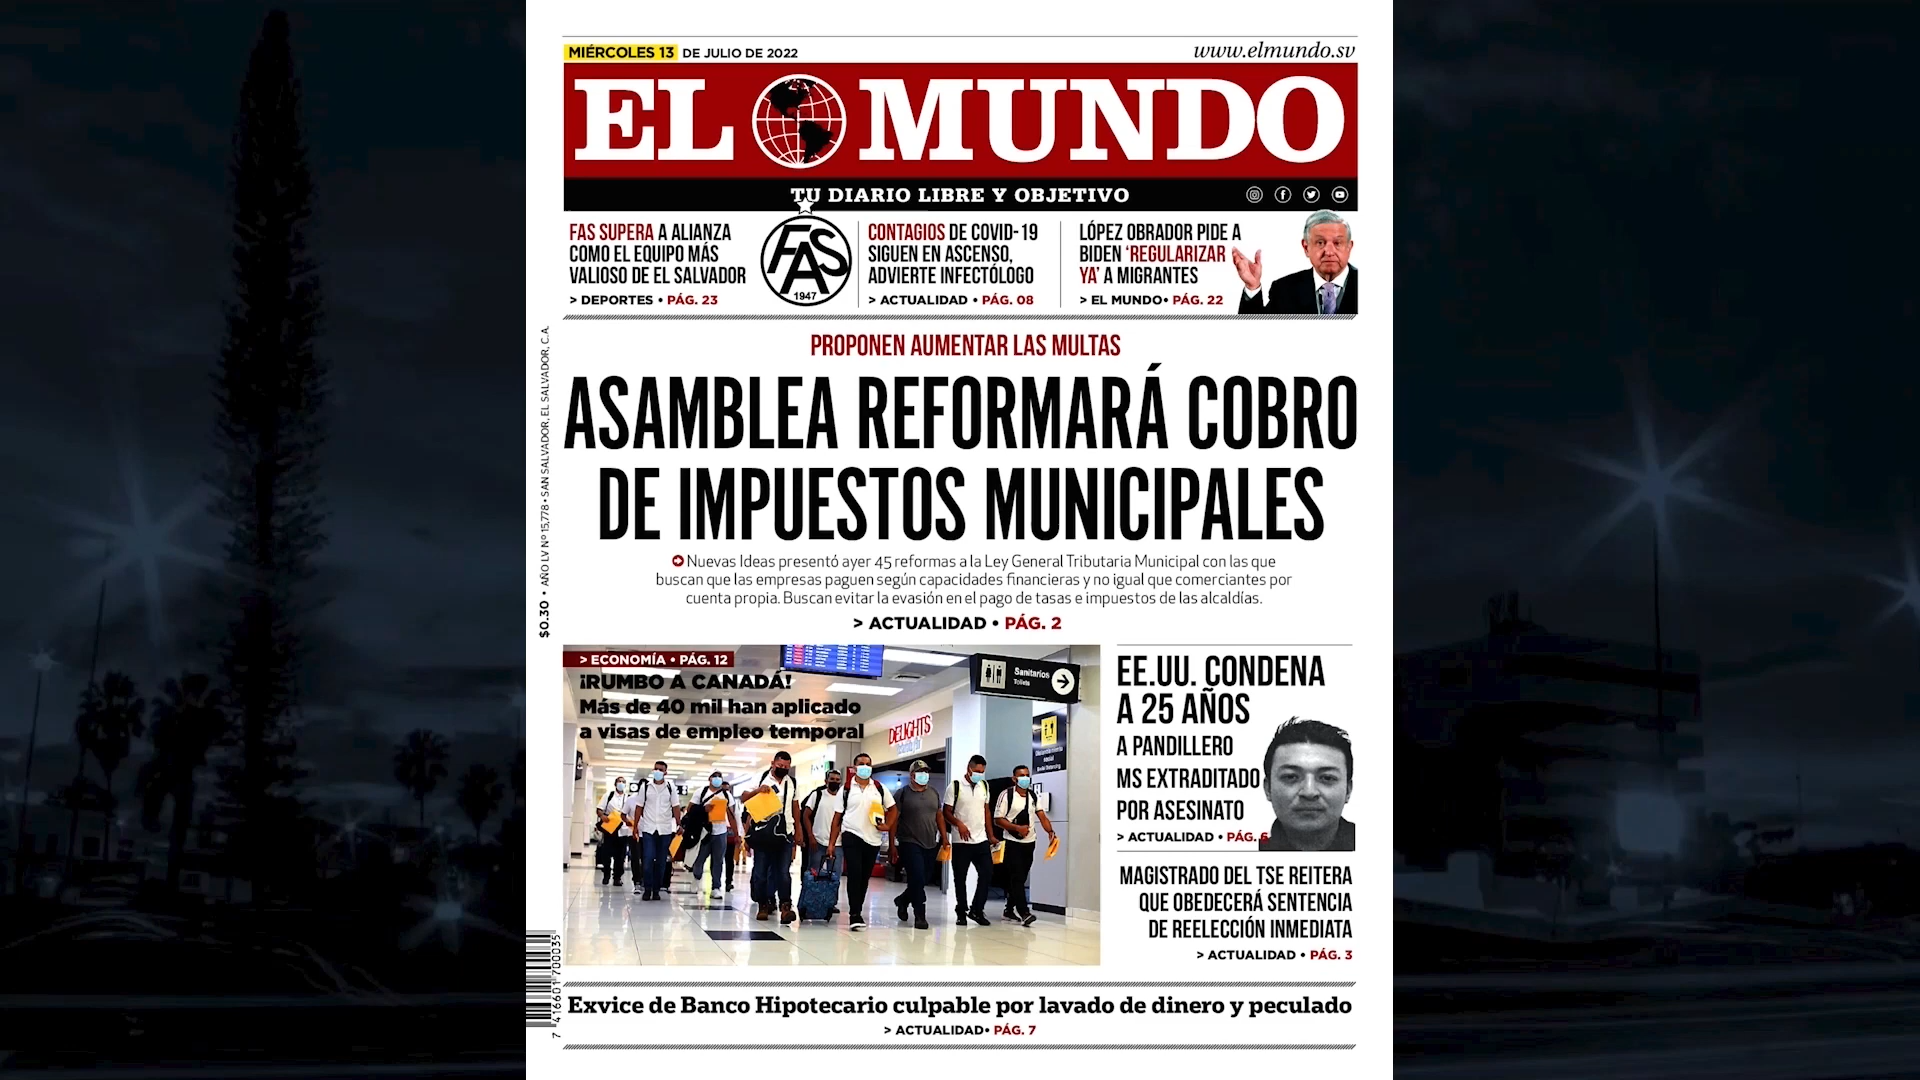 MIÉRCOLES 13 DE JULIO DE 2022
www.elmundo.sv
EL MUNDO
TU DIARIO LIBRE Y OBJETIVO
FAS SUPERA A ALIANZA
COMO EL EQUIPO MÁS
VALIOSO DE EL SALVADOR
> DEPORTES • PÁG. 23
FAS
1947
CONTAGIOS DE COVID-19
SIGUEN EN ASCENSO,
ADVIERTE INFECTÓLOGO
> ACTUALIDAD • PÁG. 08
LÓPEZ OBRADOR PIDE A
BIDEN ‘REGULARIZAR
YA’ A MIGRANTES
> EL MUNDO• PÁG. 22
$0.30 • AÑO LV Nº 15,778 • SAN SALVADOR, EL SALVADOR, C.A.
PROPONEN AUMENTAR LAS MULTAS
ASAMBLEA REFORMARÁ COBRO
DE IMPUESTOS MUNICIPALES
Nuevas Ideas presentó ayer 45 reformas a la Ley General Tributaria Municipal con las que
buscan que las empresas paguen según capacidades financieras y no igual que comerciantes por
cuenta propia. Buscan evitar la evasión en el pago de tasas e impuestos de las alcaldías.
> ACTUALIDAD • PÁG. 2
> ECONOMÍA • PÁG. 12
¡RUMBO A CANADÁ!
Más de 40 mil han aplicado
a visas de empleo temporal
Sanitarios
Toilets
DELIGHTS
EE.UU. CONDENA
A 25 AÑOS
A PANDILLERO
MS EXTRADITADO
POR ASESINATO
> ACTUALIDAD • PÁG. 6
MAGISTRADO DEL TSE REITERA
QUE OBEDECERÁ SENTENCIA
DE REELECCIÓN INMEDIATA
> ACTUALIDAD • PÁG. 3
7 416601 700035
Exvice de Banco Hipotecario culpable por lavado de dinero y peculado
> ACTUALIDAD• PÁG. 7